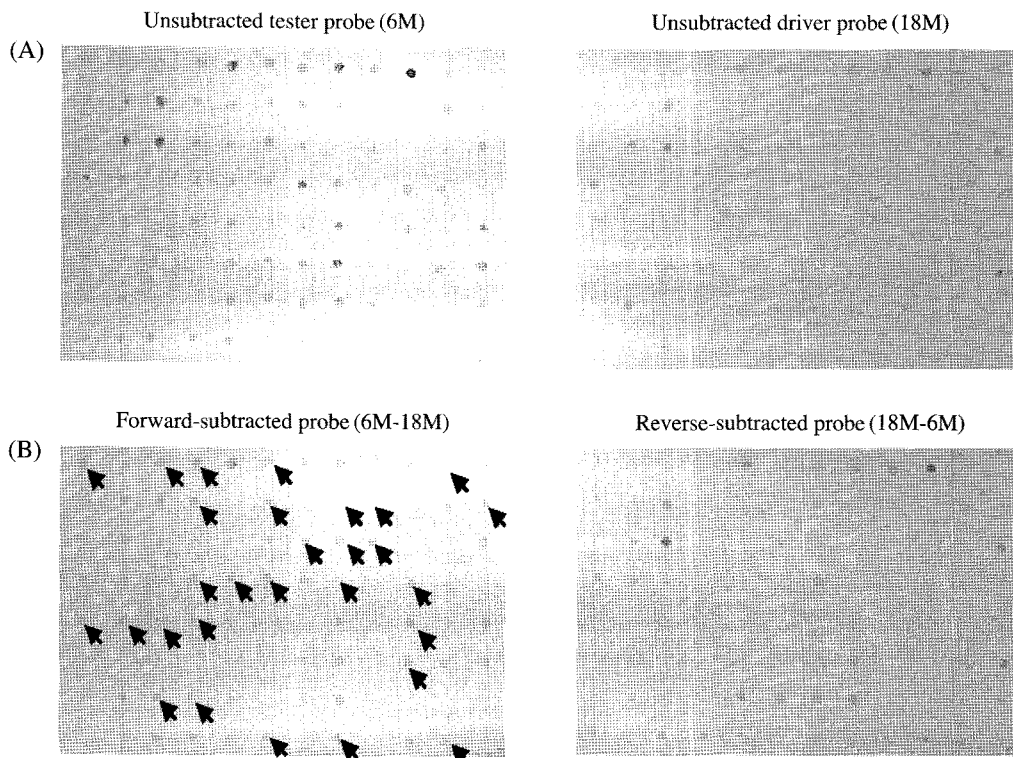 Unsubtracted tester probe (6M)
Unsubtracted driver probe (18M)
(A)
Forward-subtracted probe (6M-18M)
Reverse-subtracted probe (18M-6M)
(B)